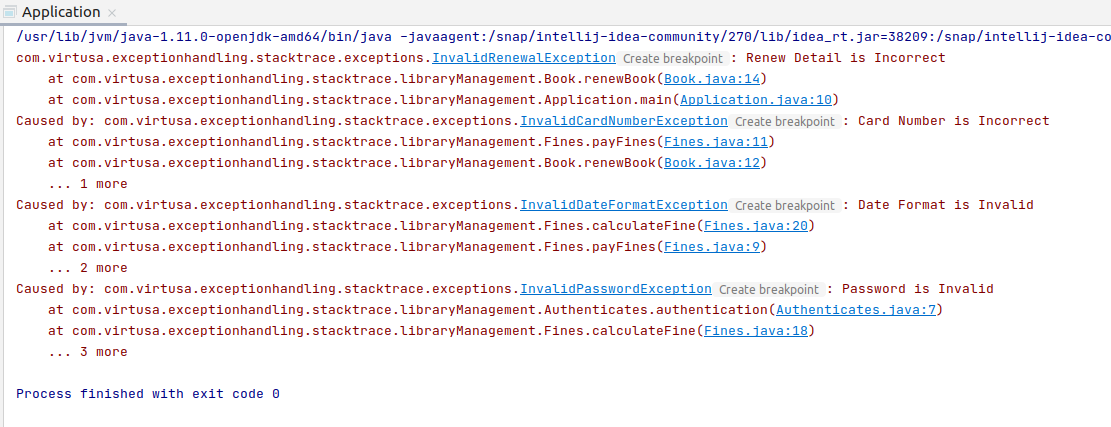 Application
/usr/lib/jvm/java-1.11.0-openjdk-amd64/bin/java -javaagent:/snap/intellij-idea-community/270/lib/idea_rt.jar=38209:/snap/intellij-idea-co
com.virtusa.exceptionhandling.stacktrace.exceptions.InvalidRenewalException Create breakpoint : Renew Detail is Incorrect
    at com.virtusa.exceptionhandling.stacktrace.libraryManagement.Book.renewBook(Book.java:14)
    at com.virtusa.exceptionhandling.stacktrace.libraryManagement.Application.main(Application.java:10)
Caused by: com.virtusa.exceptionhandling.stacktrace.exceptions.InvalidCardNumberException Create breakpoint : Card Number is Incorrect
    at com.virtusa.exceptionhandling.stacktrace.libraryManagement.Fines.payFines(Fines.java:11)
    at com.virtusa.exceptionhandling.stacktrace.libraryManagement.Book.renewBook(Book.java:12)
    ... 1 more
Caused by: com.virtusa.exceptionhandling.stacktrace.exceptions.InvalidDateFormatException Create breakpoint : Date Format is Invalid
    at com.virtusa.exceptionhandling.stacktrace.libraryManagement.Fines.calculateFine(Fines.java:20)
    at com.virtusa.exceptionhandling.stacktrace.libraryManagement.Fines.payFines(Fines.java:9)
    ... 2 more
Caused by: com.virtusa.exceptionhandling.stacktrace.exceptions.InvalidPasswordException Create breakpoint : Password is Invalid
    at com.virtusa.exceptionhandling.stacktrace.libraryManagement.Authenticates.authentication(Authenticates.java:7)
    at com.virtusa.exceptionhandling.stacktrace.libraryManagement.Fines.calculateFine(Fines.java:18)
    ... 3 more
Process finished with exit code 0